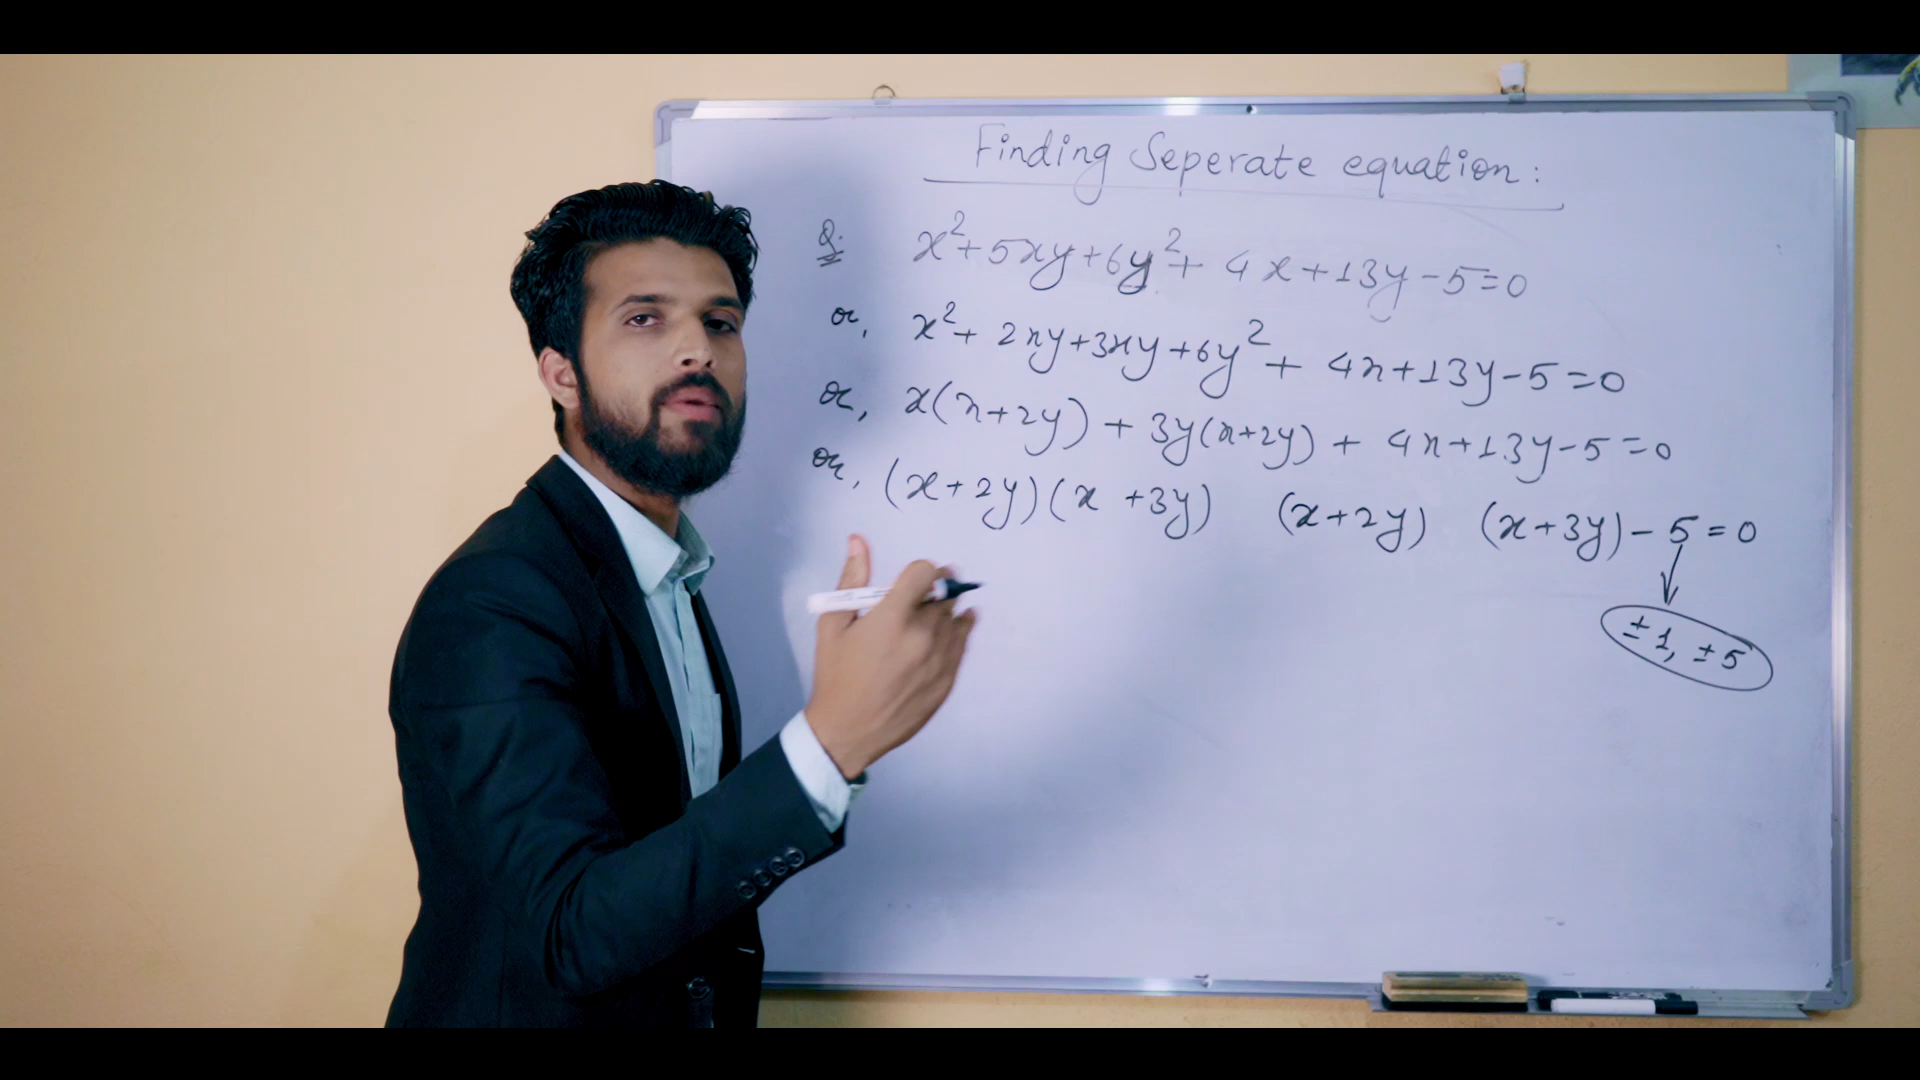 Finding Seperate equation:
Q: x²+5xy+6y²+4x+13y-5=0
or, x²+2xy+3xy+6y²+4x+13y-5=0
or, x(x+2y)+3y(x+2y)+4x+13y-5=0
or, (x+2y)(x +3y) (x+2y) (x+3y)-5=0
±1, ±5